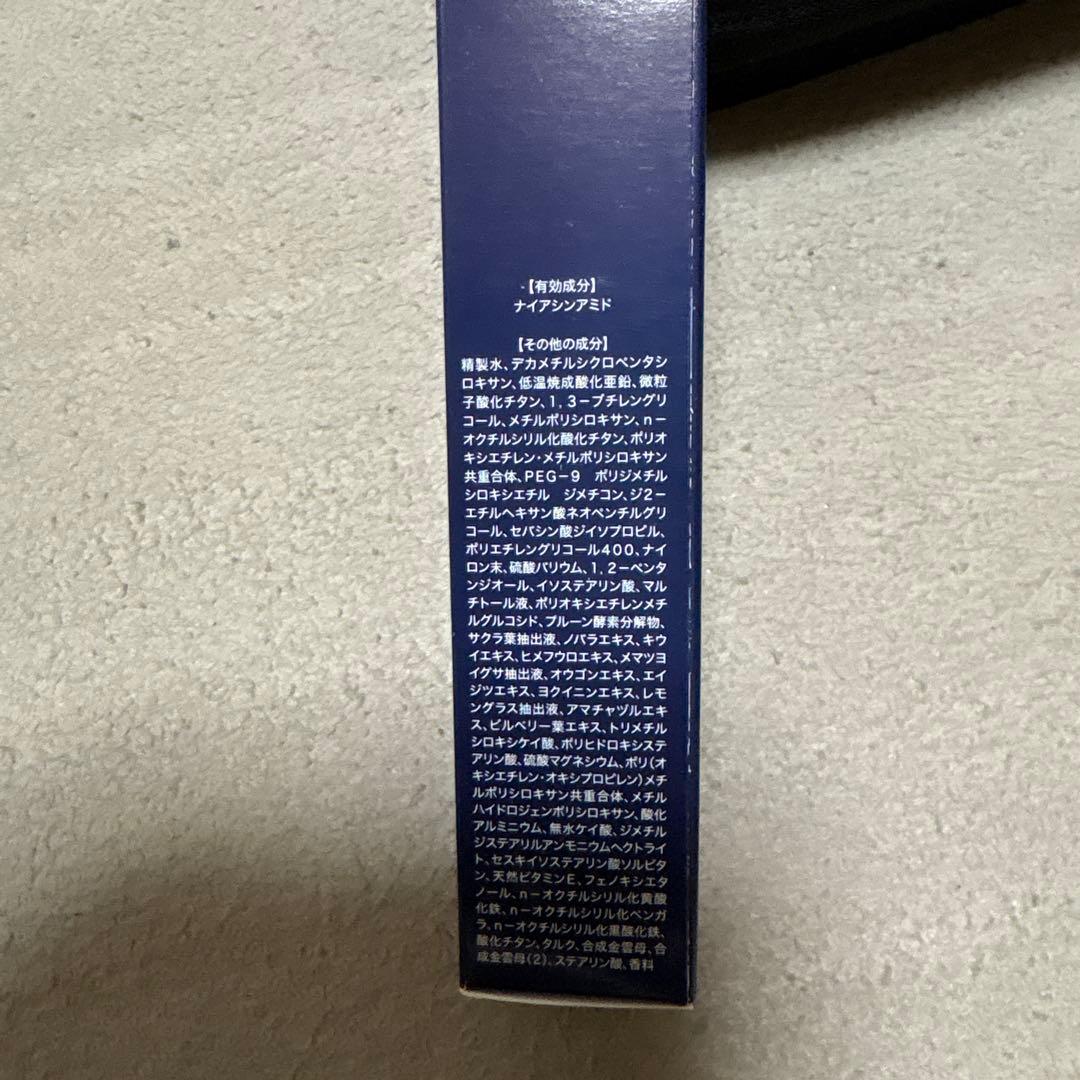 【有効成分】
ナイアシンアミド
【その他の成分】
精製水、デカメチルシクロペンタシ
ロキサン、低温焼成酸化亜鉛、微粒
子酸化チタン、1,3−ブチレングリ
コール、メチルポリシロキサン、n−
オクチルシリル化酸化チタン、ポリオ
キシエチレン・メチルポリシロキサン
共重合体、PEG−9　ポリジメチル
シロキシエチル　ジメチコン、ジ2−
エチルヘキサン酸ネオペンチルグリ
コール、セバシン酸ジイソプロピル、
ポリエチレングリコール400、ナイ
ロン末、硫酸バリウム、1,2−ペンタ
ンジオール、イソステアリン酸、マル
チトール液、ポリオキシエチレンメチ
ルグルコシド、プルーン酵素分解物、
サクラ葉抽出液、ノバラエキス、キウ
イエキス、ヒメフウロエキス、メマツヨ
イグサ抽出液、オウゴンエキス、エイ
ジツエキス、ヨクイニンエキス、レモ
ングラス抽出液、アマチャヅルエキ
ス、ビルベリー葉エキス、トリメチル
シロキシケイ酸、ポリヒドロキシステ
アリン酸、硫酸マグネシウム、ポリ(オ
キシエチレン・オキシプロピレン)メチ
ルポリシロキサン共重合体、メチル
ハイドロジェンポリシロキサン、酸化
アルミニウム、無水ケイ酸、ジメチル
ジステアリルアンモニウムヘクトライ
ト、セスキイソステアリン酸ソルビタ
ン、天然ビタミンE、フェノキシエタ
ノール、n−オクチルシリル化黄酸
化鉄、n−オクチルシリル化ベンガ
ラ、n−オクチルシリル化黒酸化鉄、
酸化チタン、タルク、合成金雲母、合
成金雲母(2)、ステアリン酸、香料